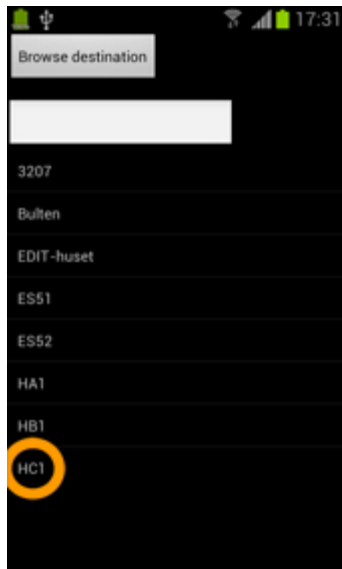 17:31
Browse destination
3207
Bulten
EDIT-huset
ES51
ES52
HA1
HB1
HC1